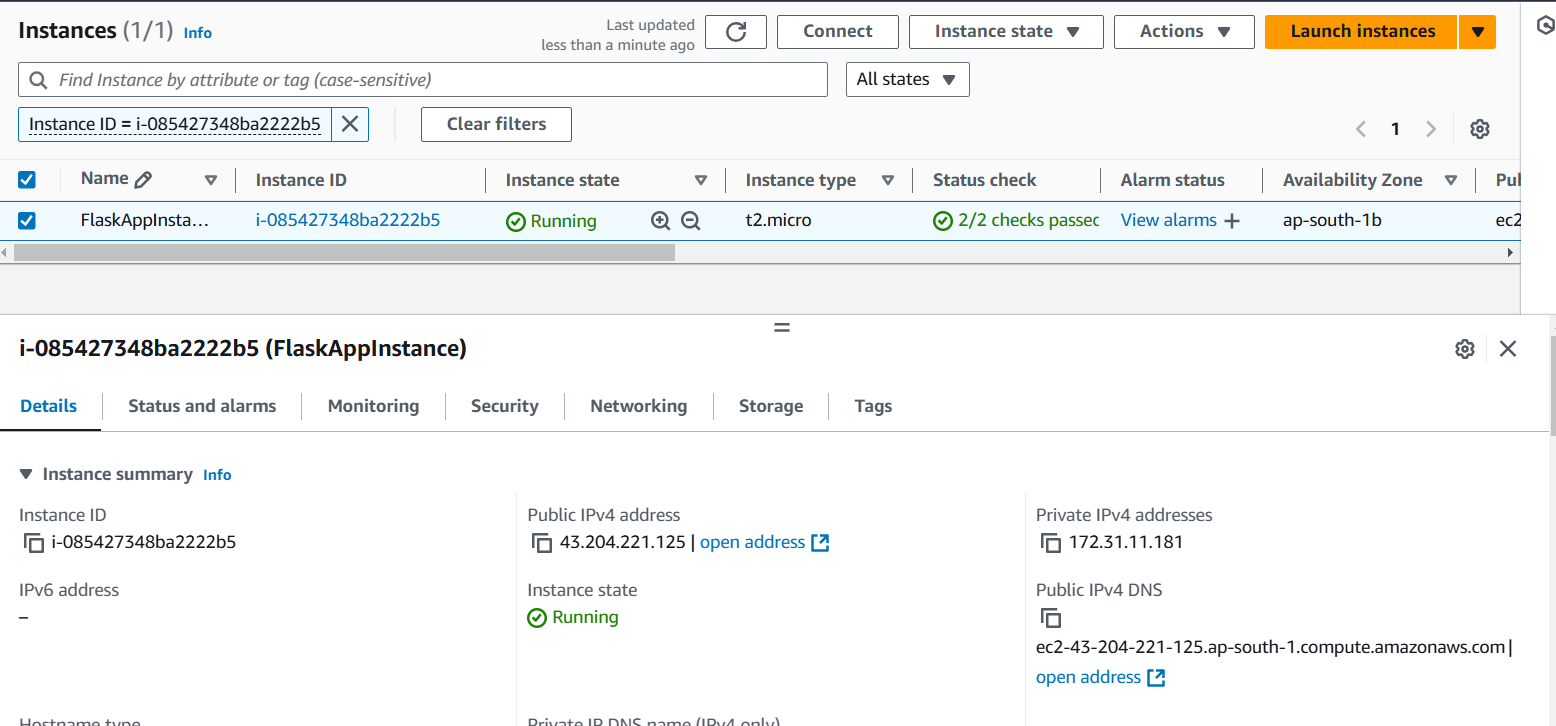 Instances (1/1) Info
Last updated
less than a minute ago
Connect
Instance state
Actions
Launch instances
Find Instance by attribute or tag (case-sensitive)
All states
Instance ID = i-085427348ba2222b5
Clear filters
1
Name Instance ID Instance state Instance type Status check Alarm status Availability Zone Pul
FlaskAppInsta… i-085427348ba2222b5 Running t2.micro 2/2 checks passec View alarms + ap-south-1b ec2
i-085427348ba2222b5 (FlaskAppInstance)
Details Status and alarms Monitoring Security Networking Storage Tags
Instance summary Info
Instance ID
i-085427348ba2222b5
Public IPv4 address
43.204.221.125 | open address
Private IPv4 addresses
172.31.11.181
IPv6 address
–
Instance state
Running
Public IPv4 DNS
ec2-43-204-221-125.ap-south-1.compute.amazonaws.com |
open address
Hostname type
Private IP DNS name (IPv4 only)